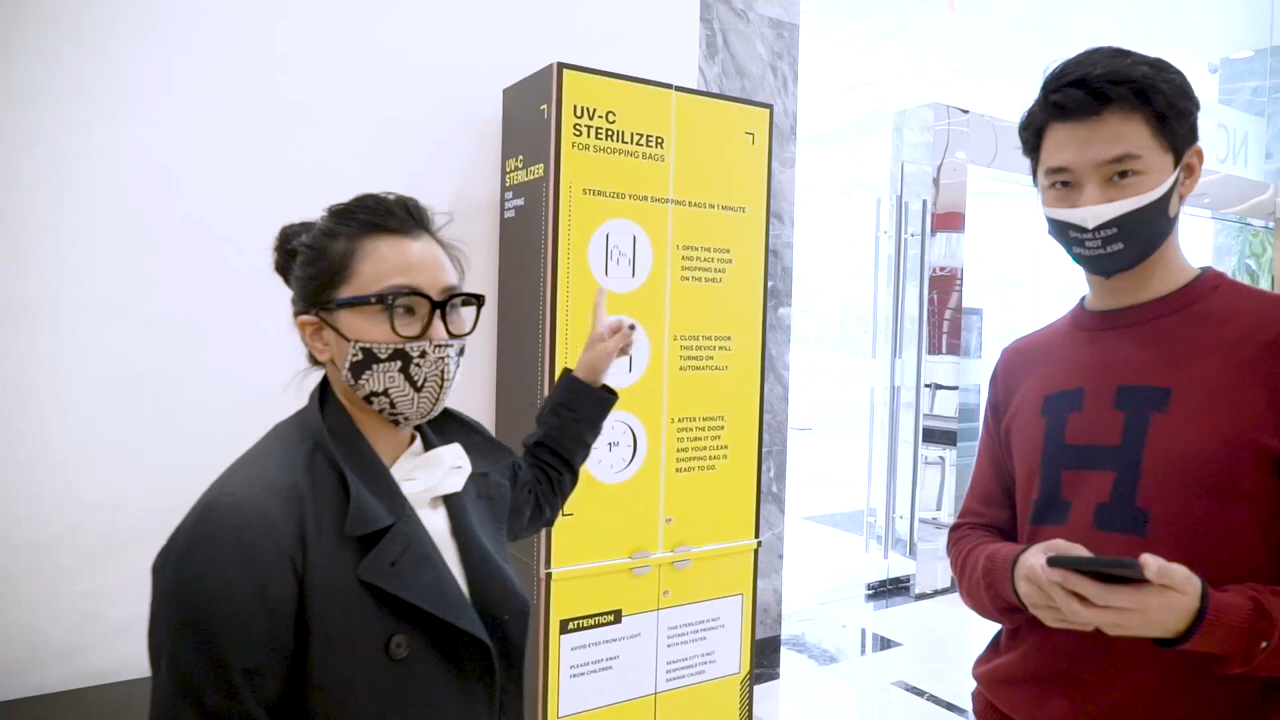 UV-C
STERILIZER
FOR SHOPPING BAGS
UV-C
STERILIZER
FOR
SHOPPING
BAGS
STERILIZED YOUR SHOPPING BAGS IN 1 MINUTE
1. OPEN THE DOOR
AND PLACE YOUR
SHOPPING BAG
ON THE SHELF.
2. CLOSE THE DOOR
THIS DEVICE WILL
TURNED ON
AUTOMATICALLY.
1M
3. AFTER 1 MINUTE,
OPEN THE DOOR
TO TURN IT OFF
AND YOUR CLEAN
SHOPPING BAG IS
READY TO GO.
ATTENTION
AVOID EYES FROM UV-LIGHT.
PLEASE KEEP AWAY
FROM CHILDREN.
THIS STERILIZER IS NOT
SUITABLE FOR PRODUCTS
WITH POLYESTER.
SENAYAN CITY IS NOT
RESPONSIBLE FOR ALL
DAMAGE CAUSED.
SPEAK LESS
NOT
SPEECHLESS
H